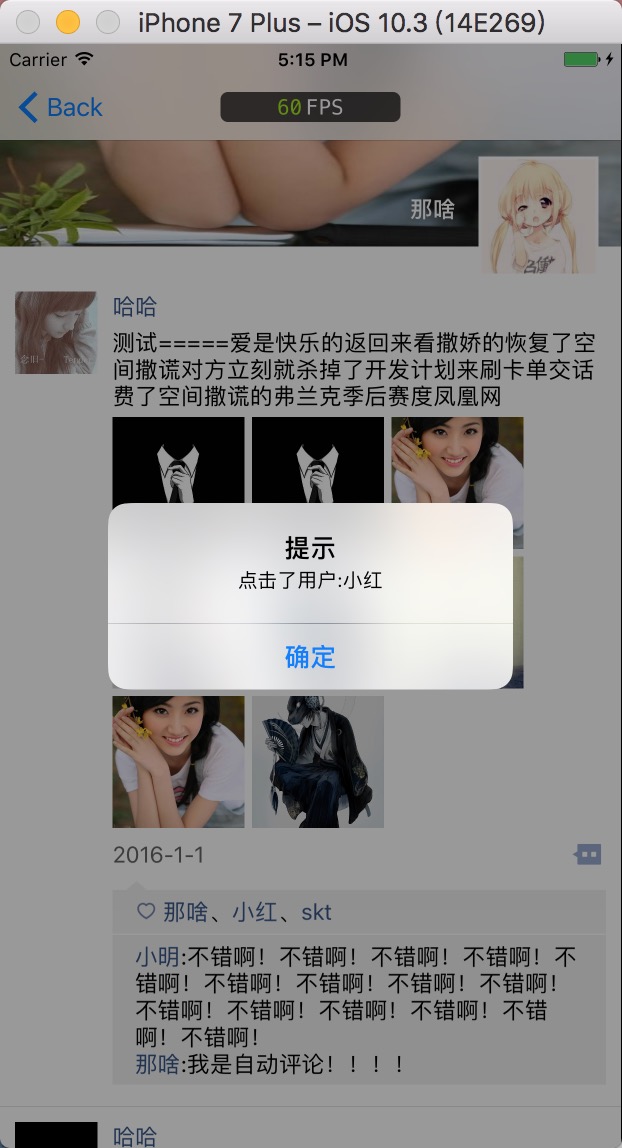 iPhone 7 Plus – iOS 10.3 (14E269)
Carrier 5:15 PM
Back 60 FPS
那啥
哈哈
测试=====爱是快乐的返回来看撒娇的恢复了空
间撒谎对方立刻就杀掉了开发计划来刷卡单交话
费了空间撒谎的弗兰克季后赛度凤凰网
提示
点击了用户:小红
确定
2016-1-1
那啥、小红、skt
小明:不错啊！不错啊！不错啊！不错啊！不
错啊！不错啊！不错啊！不错啊！不错啊！
不错啊！不错啊！不错啊！不错啊！不错
啊！不错啊！
那啥:我是自动评论！！！！
哈哈